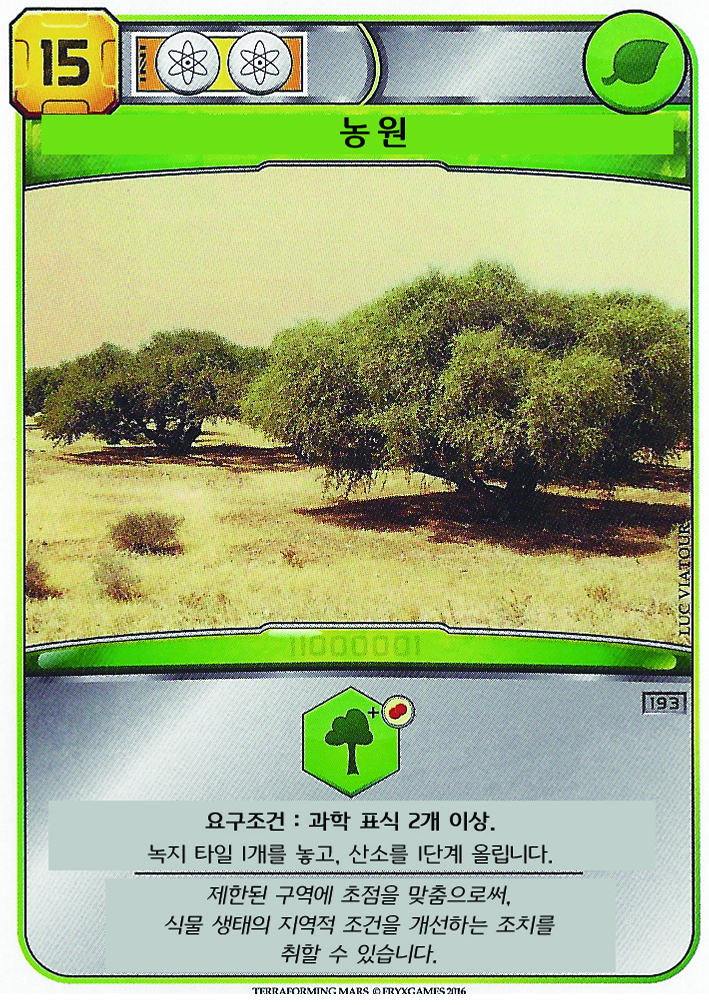 15
농원
LUC VIATOUR
11000001
193
요구조건 : 과학 표식 2개 이상.
녹지 타일 1개를 놓고, 산소를 1단계 올립니다.
제한된 구역에 초점을 맞춤으로써,
식물 생태의 지역적 조건을 개선하는 조치를
취할 수 있습니다.
TERRAFORMING MARS © FRYXGAMES 2016